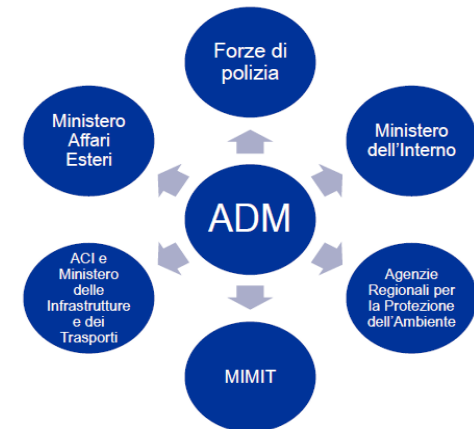 Forze di
polizia
Ministero
Affari
Esteri
Ministero
dell'Interno
ADM
ACI e
Ministero
delle
Infrastrutture
e dei
Trasporti
Agenzie
Regionali per
la Protezione
dell'Ambiente
MIMIT